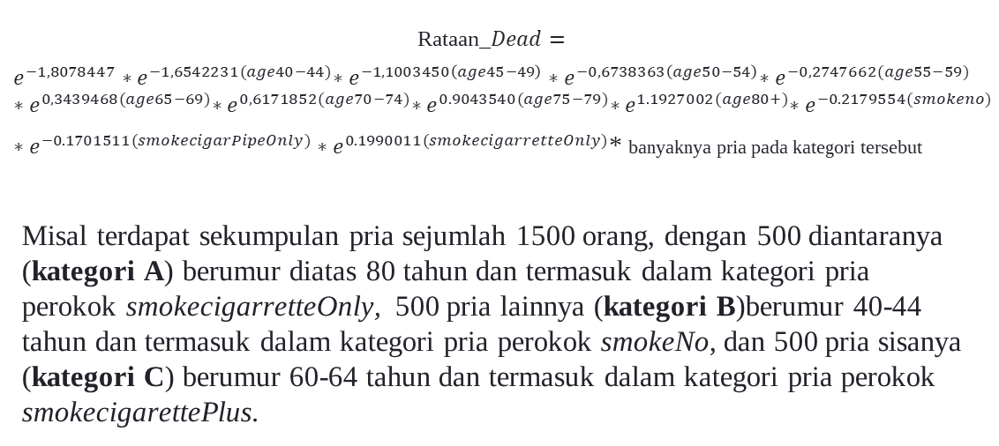 Rataan_Dead =
e^−1,8078447 * e^−1,6542231(age40−44) * e^−1,1003450(age45−49) * e^−0,6738363(age50−54) * e^−0,2747662(age55−59)
* e^0,3439468(age65−69) * e^0,6171852(age70−74) * e^0.9043540(age75−79) * e^1.1927002(age80+) * e^−0.2179554(smokeno)
* e^−0.1701511(smokecigarPipeOnly) * e^0.1990011(smokecigarretteOnly) * banyaknya pria pada kategori tersebut
Misal terdapat sekumpulan pria sejumlah 1500 orang, dengan 500 diantaranya
(kategori A) berumur diatas 80 tahun dan termasuk dalam kategori pria
perokok smokecigarretteOnly, 500 pria lainnya (kategori B)berumur 40-44
tahun dan termasuk dalam kategori pria perokok smokeNo, dan 500 pria sisanya
(kategori C) berumur 60-64 tahun dan termasuk dalam kategori pria perokok
smokecigarettePlus.